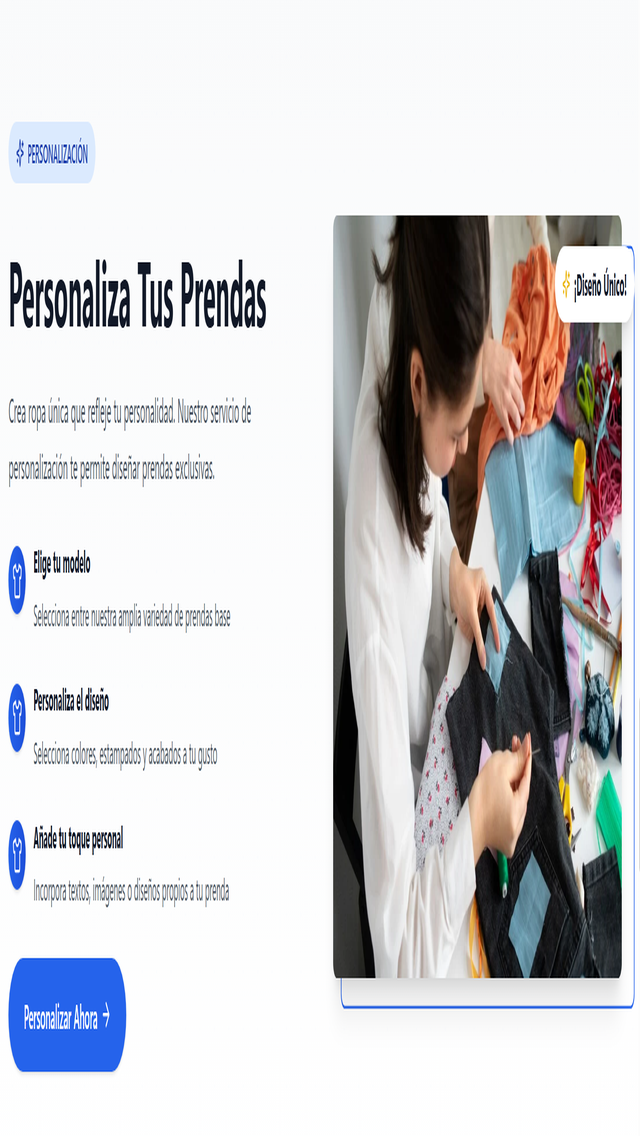 PERSONALIZACIÓN
¡Diseño Único!
Personaliza Tus Prendas
Crea ropa única que refleje tu personalidad. Nuestro servicio de
personalización te permite diseñar prendas exclusivas.
Elige tu modelo
Selecciona entre nuestra amplia variedad de prendas base
Personaliza el diseño
Selecciona colores, estampados y acabados a tu gusto
Añade tu toque personal
Incorpora textos, imágenes o diseños propios a tu prenda
Personalizar Ahora →